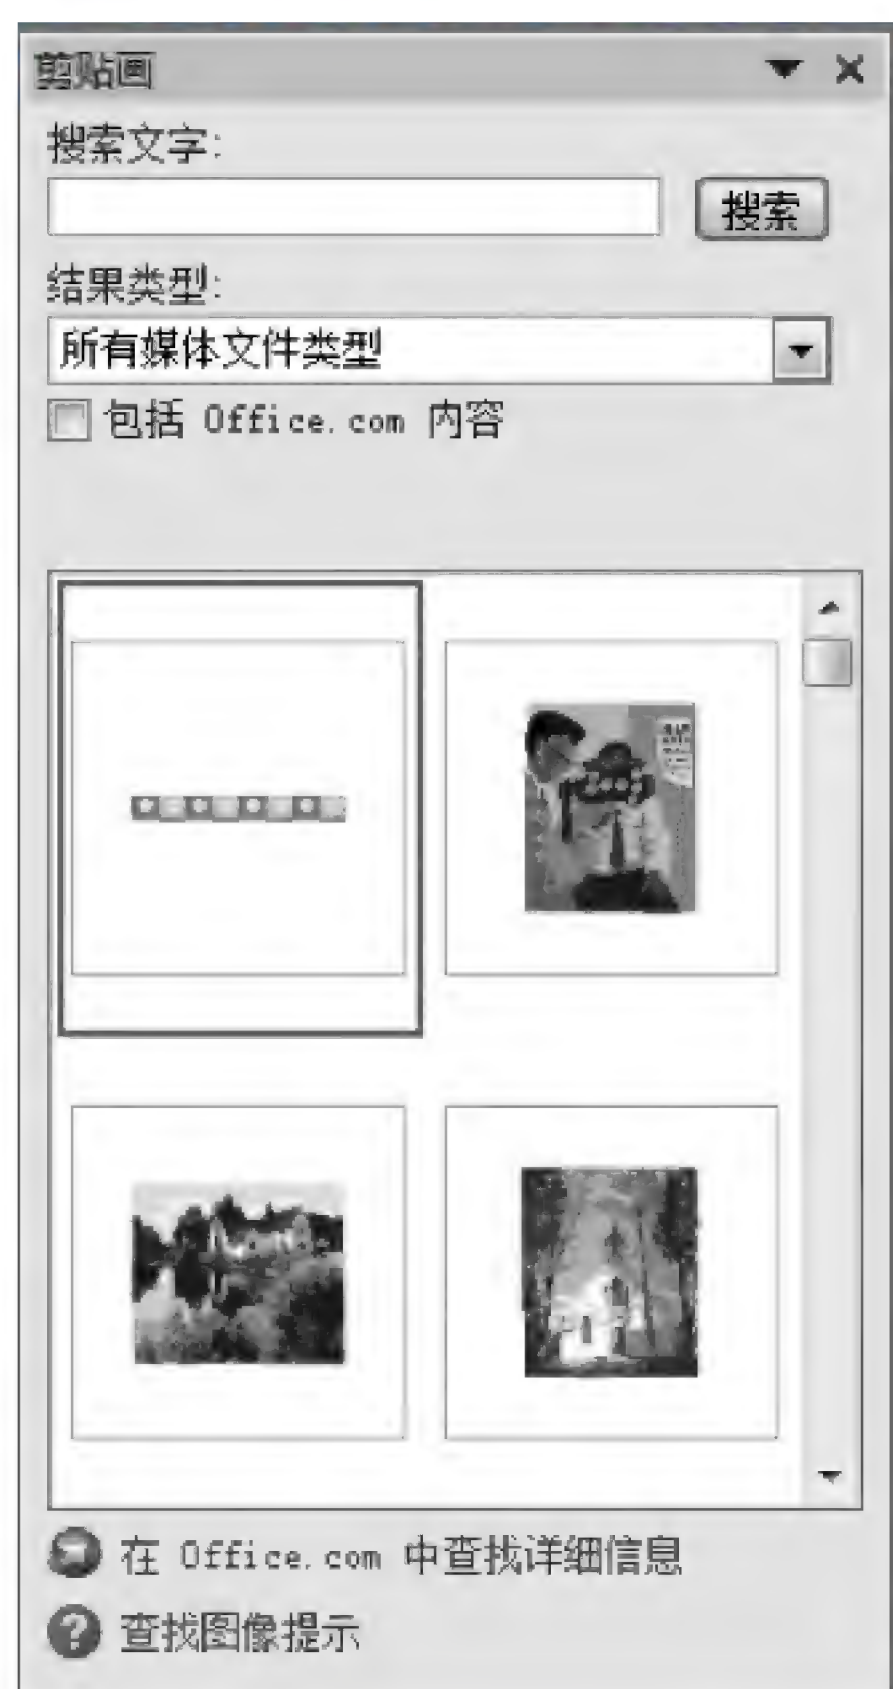 剪贴画
搜索文字:
搜索
结果类型:
所有媒体文件类型
包括 Office.com 内容
在 Office.com 中查找详细信息
查找图像提示